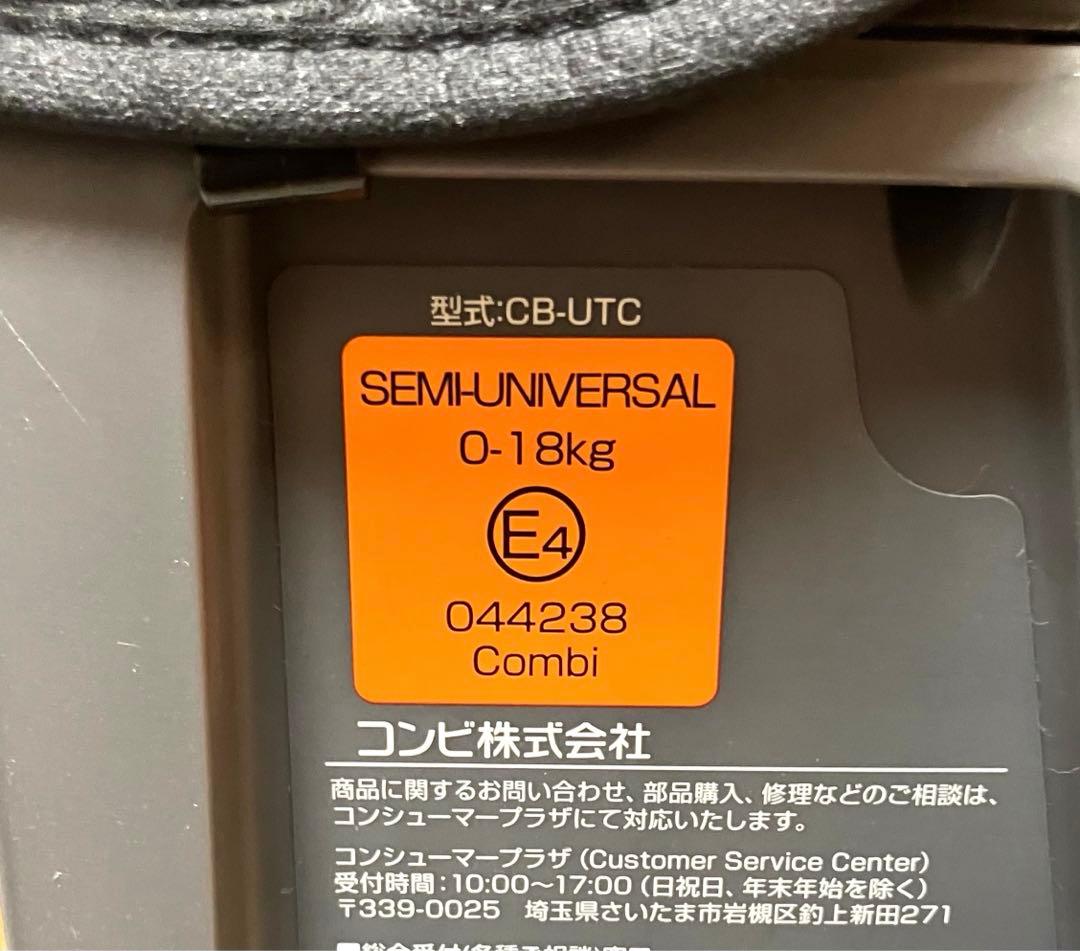 型式:CB-UTC
SEMI-UNIVERSAL
0-18kg
E4
044238
Combi
コンビ株式会社
商品に関するお問い合わせ、部品購入、修理などのご相談は、
コンシューマープラザにて対応いたします。
コンシューマープラザ（Customer Service Center）
受付時間：10:00〜17:00（日祝日、年末年始を除く）
〒339-0025　埼玉県さいたま市岩槻区釣上新田271